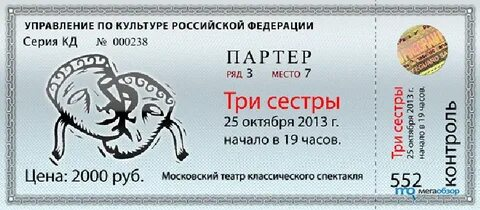 УПРАВЛЕНИЕ ПО КУЛЬТУРЕ РОССИЙСКОЙ ФЕДЕРАЦИИ
Серия КД № 000238
ПАРТЕР
РЯД 3 МЕСТО 7
Три сестры
25 октября 2013 г.
начало в 19 часов.
Цена: 2000 руб.
Московский театр классического спектакля
Три сестры
25 октября 2013 г.
начало в 19 часов.
контроль
552
мегаобзор